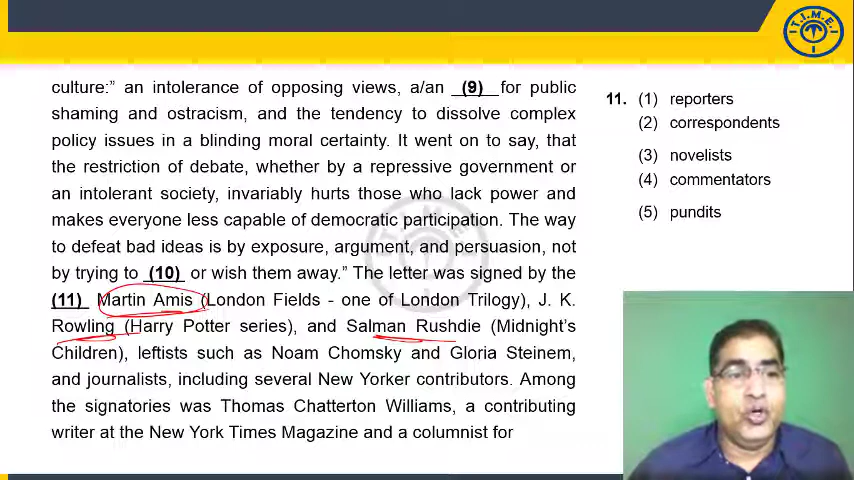 T.I.M.E.
culture:” an intolerance of opposing views, a/an (9) for public
shaming and ostracism, and the tendency to dissolve complex
policy issues in a blinding moral certainty. It went on to say, that
the restriction of debate, whether by a repressive government or
an intolerant society, invariably hurts those who lack power and
makes everyone less capable of democratic participation. The way
to defeat bad ideas is by exposure, argument, and persuasion, not
by trying to (10) or wish them away.” The letter was signed by the
(11) Martin Amis (London Fields - one of London Trilogy), J. K.
Rowling (Harry Potter series), and Salman Rushdie (Midnight’s
Children), leftists such as Noam Chomsky and Gloria Steinem,
and journalists, including several New Yorker contributors. Among
the signatories was Thomas Chatterton Williams, a contributing
writer at the New York Times Magazine and a columnist for
11. (1) reporters
(2) correspondents
(3) novelists
(4) commentators
(5) pundits